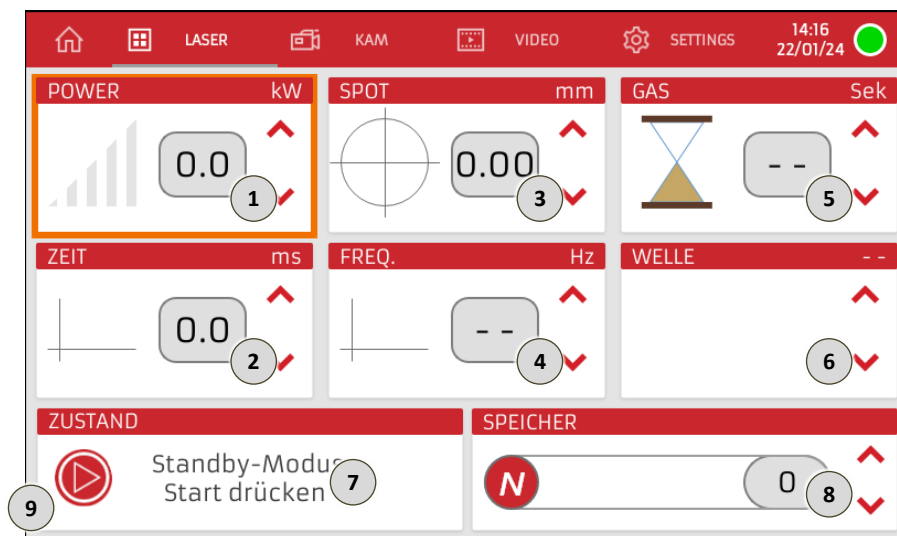 LASER KAM VIDEO SETTINGS 14:16
22/01/24
POWER kW
0.0
1
SPOT mm
0.00
3
GAS Sek
- -
5
ZEIT ms
0.0
2
FREQ. Hz
- -
4
WELLE - -
6
ZUSTAND
Standby-Modus
Start drücken
7
9
SPEICHER
N
0
8